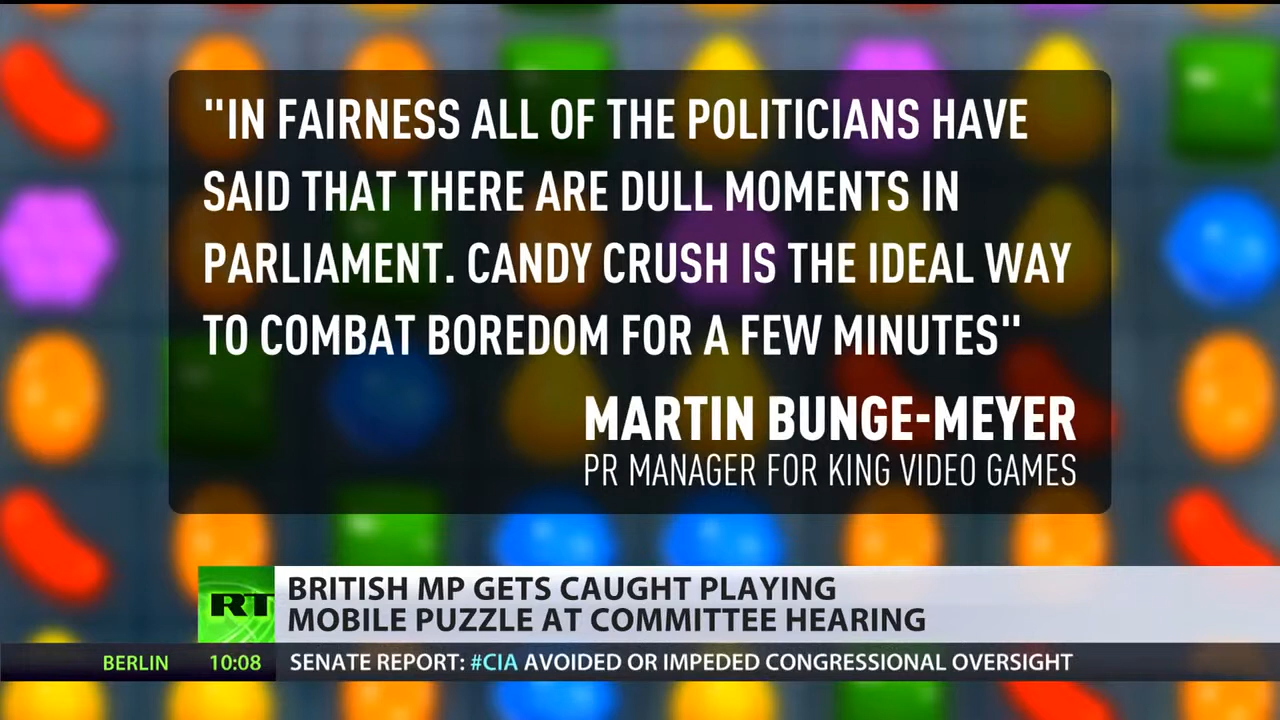 "IN FAIRNESS ALL OF THE POLITICIANS HAVE
SAID THAT THERE ARE DULL MOMENTS IN
PARLIAMENT. CANDY CRUSH IS THE IDEAL WAY
TO COMBAT BOREDOM FOR A FEW MINUTES"
MARTIN BUNGE-MEYER
PR MANAGER FOR KING VIDEO GAMES
RT
BRITISH MP GETS CAUGHT PLAYING
MOBILE PUZZLE AT COMMITTEE HEARING
BERLIN 10:08 SENATE REPORT: #CIA AVOIDED OR IMPEDED CONGRESSIONAL OVERSIGHT